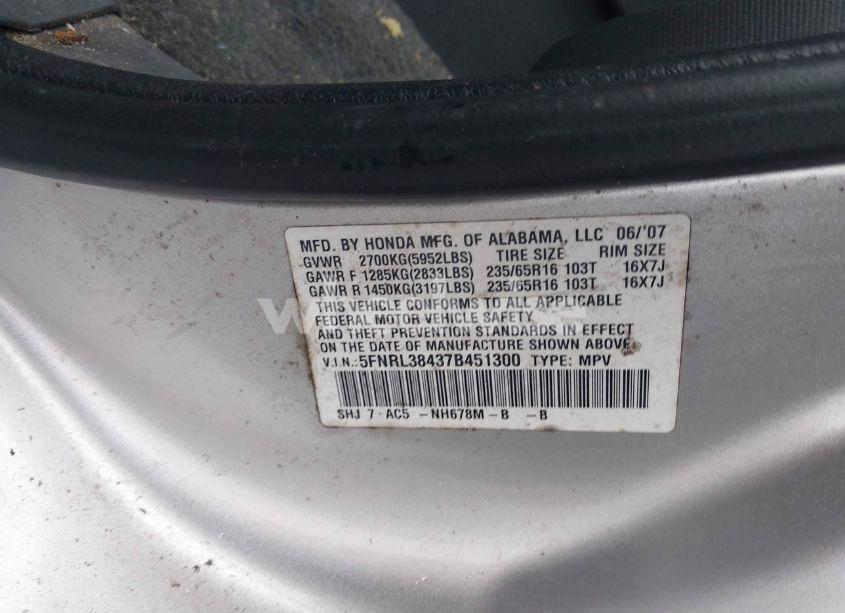 MFD. BY HONDA MFG. OF ALABAMA, LLC 06/'07
GVWR 2700KG(5952LBS) TIRE SIZE RIM SIZE
GAWR F 1285KG(2833LBS) 235/65R16 103T 16X7J
GAWR R 1450KG(3197LBS) 235/65R16 103T 16X7J
THIS VEHICLE CONFORMS TO ALL APPLICABLE
FEDERAL MOTOR VEHICLE SAFETY
AND THEFT PREVENTION STANDARDS IN EFFECT
ON THE DATE OF MANUFACTURE SHOWN ABOVE.
V.I.N.:5FNRL38437B451300 TYPE: MPV
SHJ 7 - AC5 - NH678M - B - B